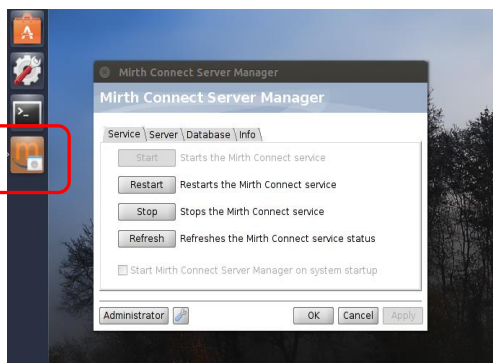 Mirth Connect Server Manager
Mirth Connect Server Manager
Service Server Database Info
Start Starts the Mirth Connect service
Restart Restarts the Mirth Connect service
Stop Stops the Mirth Connect service
Refresh Refreshes the Mirth Connect service status
Start Mirth Connect Server Manager on system startup
Administrator OK Cancel Apply